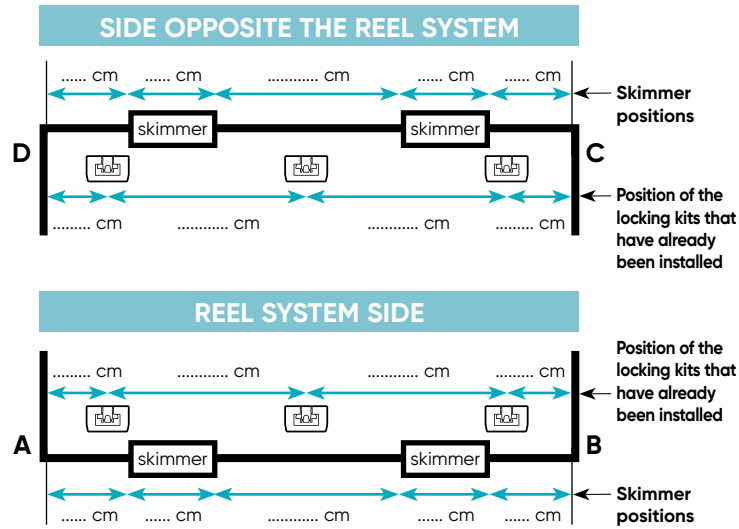 SIDE OPPOSITE THE REEL SYSTEM
...... cm ...... cm ............ cm ...... cm ...... cm
Skimmer
positions
skimmer skimmer
D C
Position of the
locking kits that
have already
been installed
.......... cm ............ cm ............ cm .......... cm
REEL SYSTEM SIDE
Position of the
locking kits that
have already
been installed
......... cm ............ cm ............ cm ......... cm
A B
skimmer skimmer
Skimmer
positions
...... cm ...... cm ............ cm ...... cm ...... cm